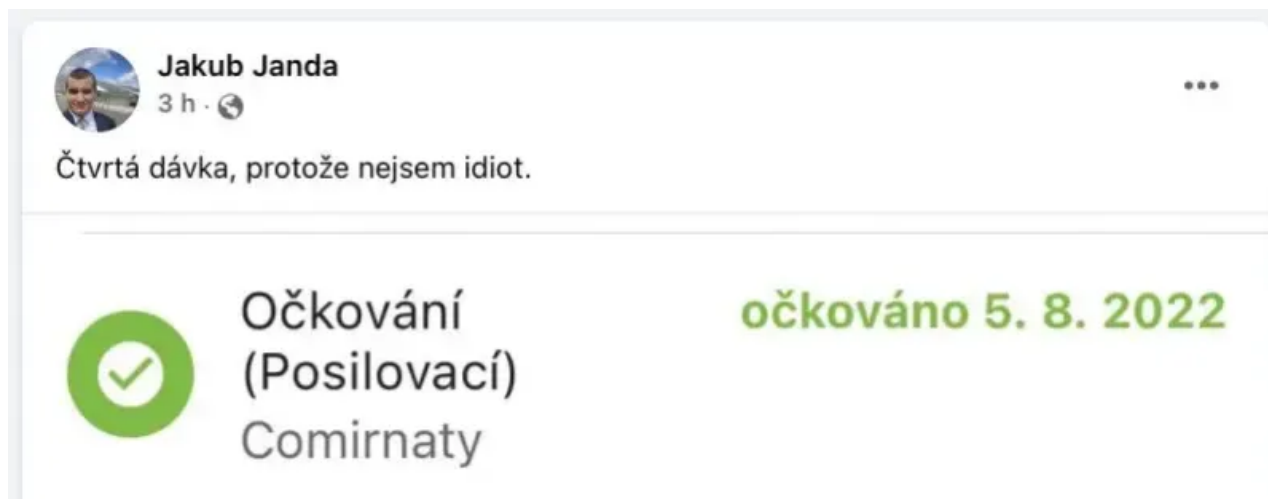 Jakub Janda
3 h ·
Čtvrtá dávka, protože nejsem idiot.
Očkování očkováno 5. 8. 2022
(Posilovací)
Comirnaty